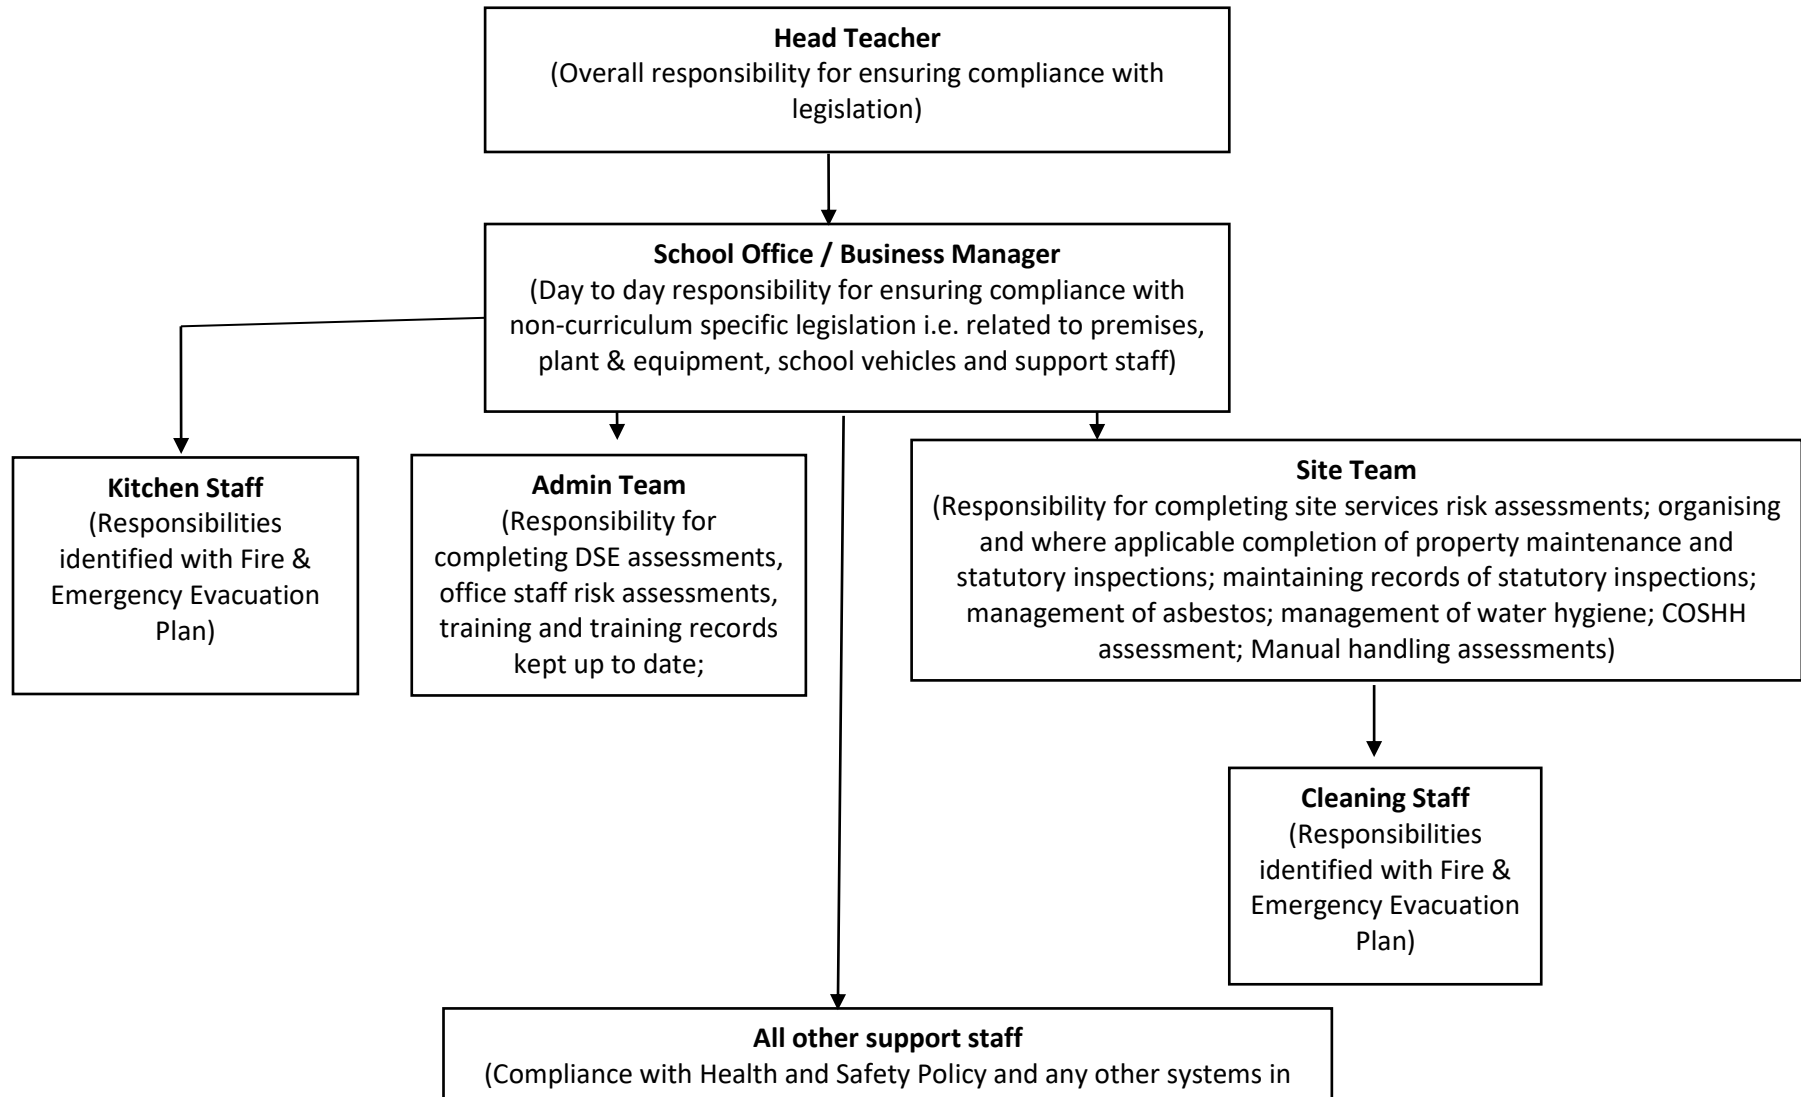 Head Teacher
(Overall responsibility for ensuring compliance with
legislation)
School Office / Business Manager
(Day to day responsibility for ensuring compliance with
non-curriculum specific legislation i.e. related to premises,
plant & equipment, school vehicles and support staff)
Kitchen Staff
(Responsibilities
identified with Fire &
Emergency Evacuation
Plan)
Admin Team
(Responsibility for
completing DSE assessments,
office staff risk assessments,
training and training records
kept up to date;
Site Team
(Responsibility for completing site services risk assessments; organising
and where applicable completion of property maintenance and
statutory inspections; maintaining records of statutory inspections;
management of asbestos; management of water hygiene; COSHH
assessment; Manual handling assessments)
Cleaning Staff
(Responsibilities
identified with Fire &
Emergency Evacuation
Plan)
All other support staff
(Compliance with Health and Safety Policy and any other systems in